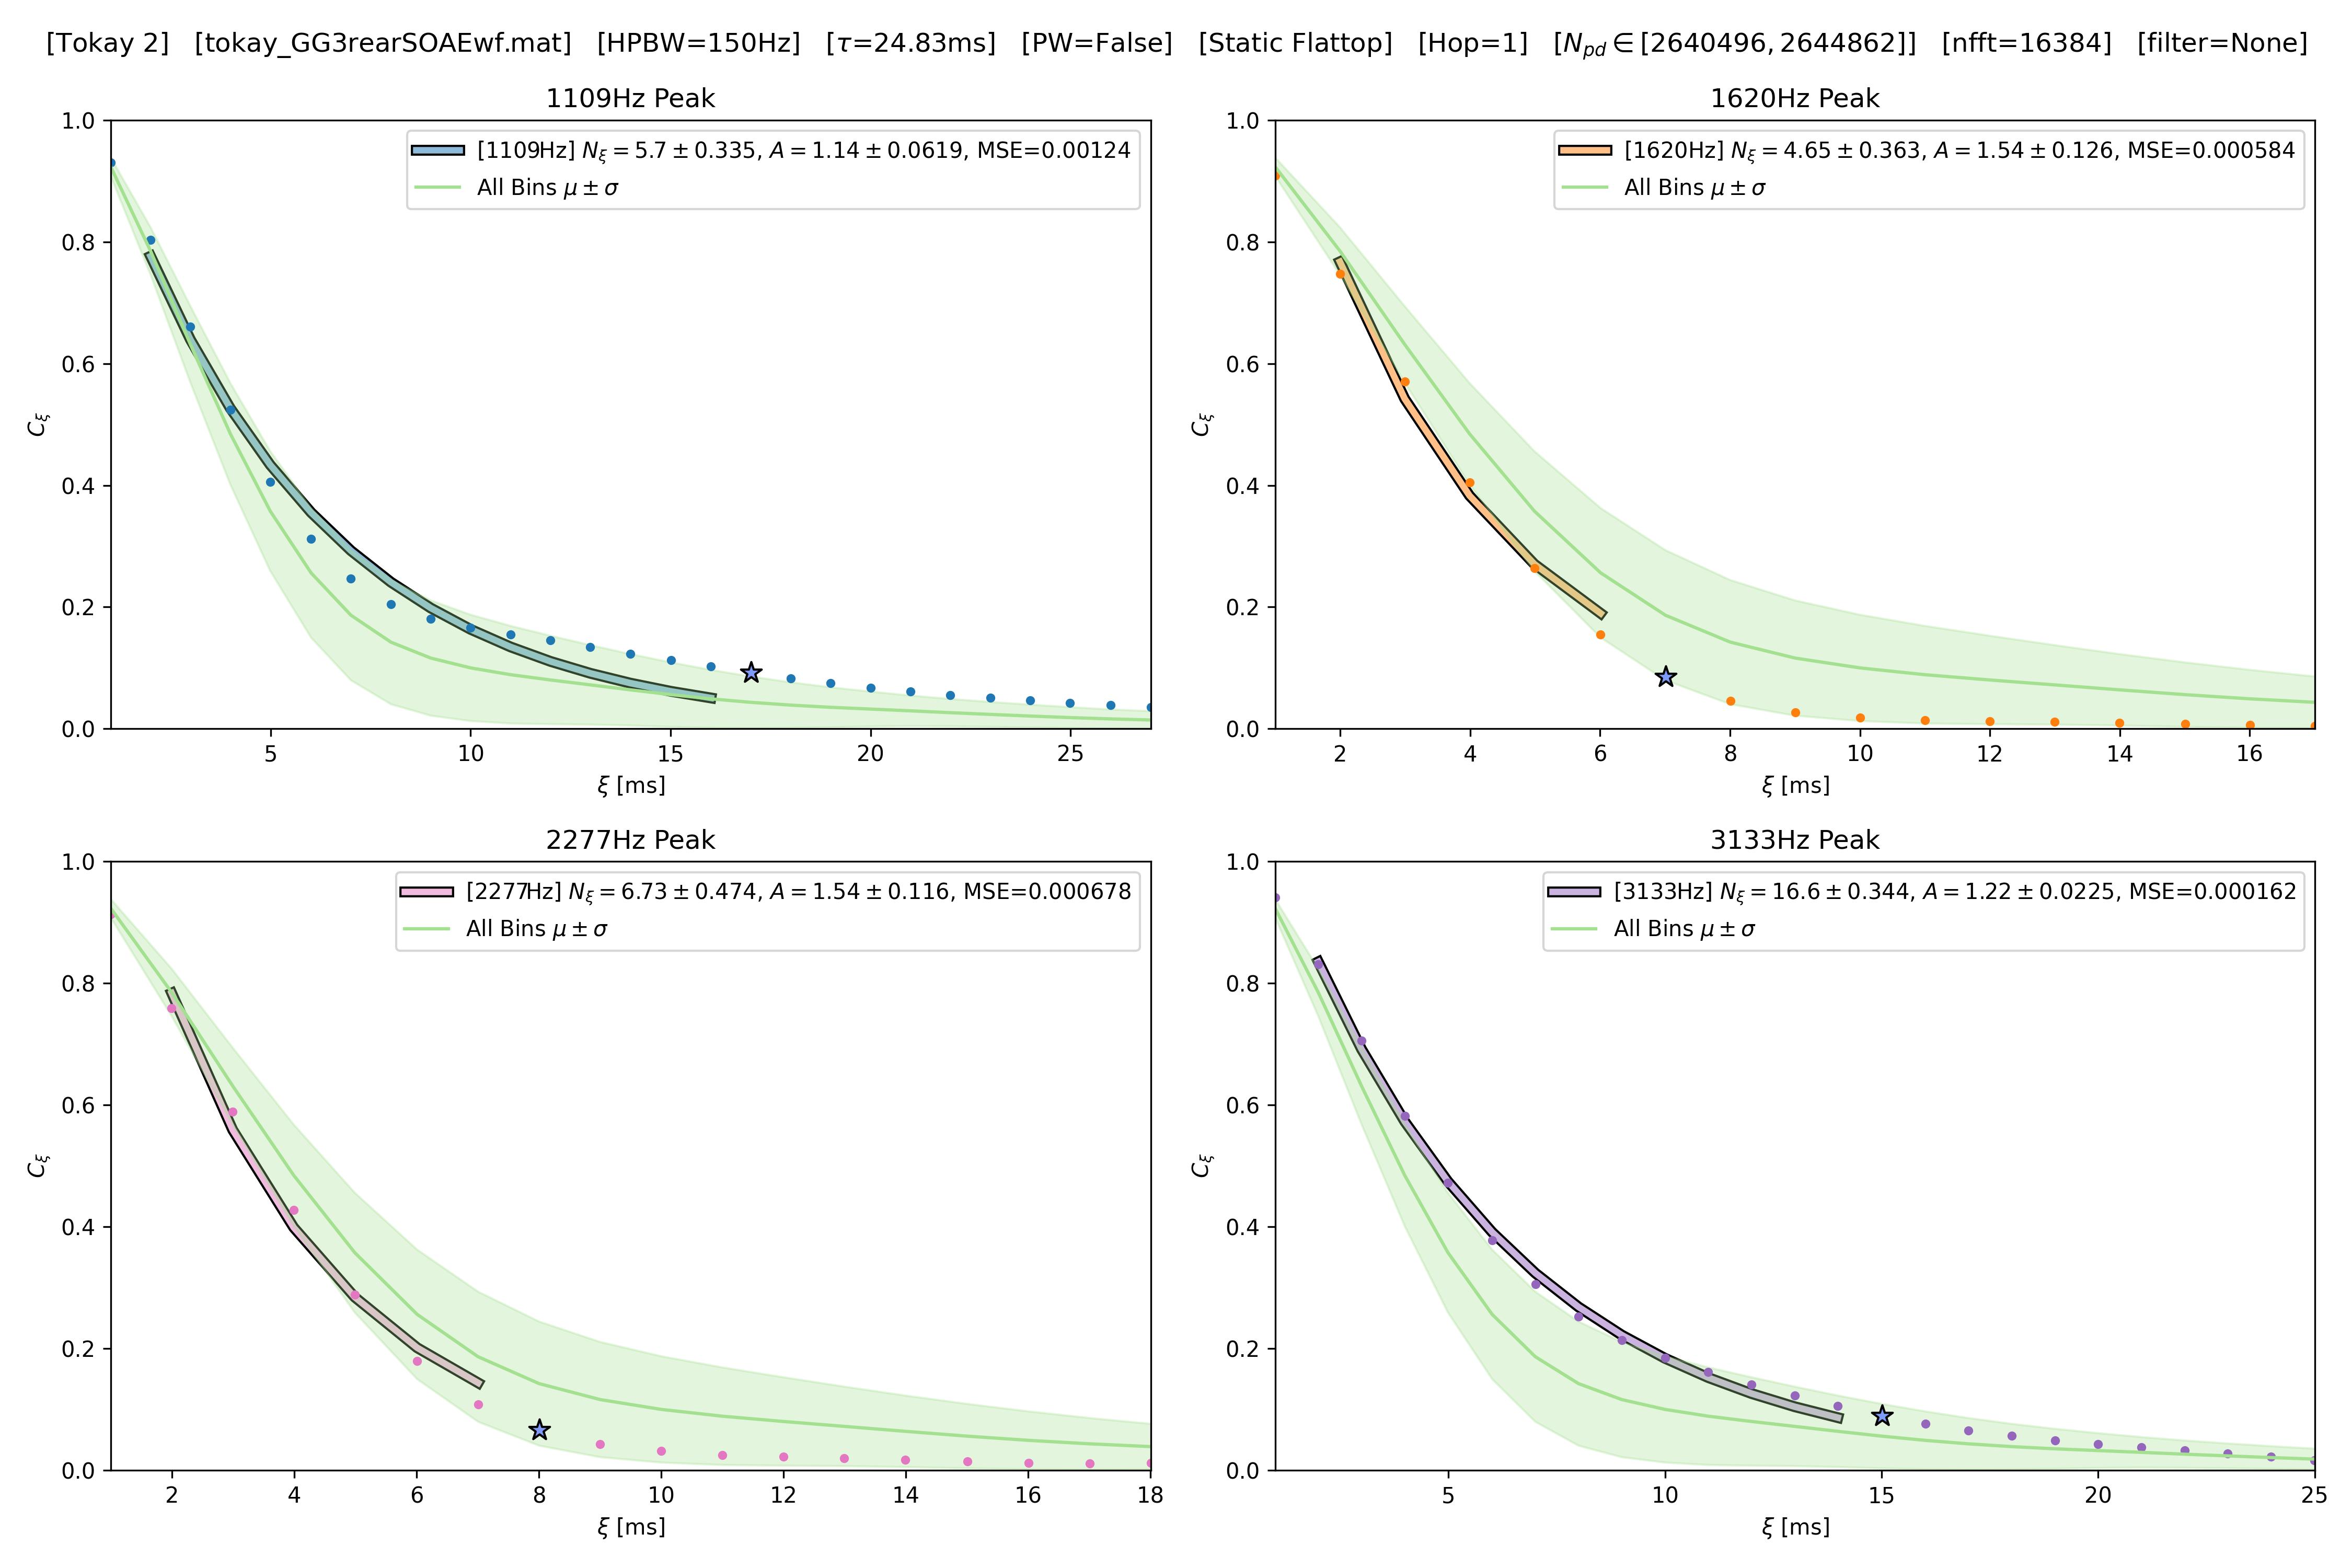 [Tokay 2] [tokay_GG3rearSOAEwf.mat] [HPBW=150Hz] [τ=24.83ms] [PW=False] [Static Flattop] [Hop=1] [N_pd ∈ [2640496, 2644862]] [nfft=16384] [filter=None]
1109Hz Peak
[1109Hz] N_ξ = 5.7 ± 0.335, A = 1.14 ± 0.0619, MSE=0.00124
All Bins μ ± σ
1.0
0.8
0.6
0.4
0.2
0.0
C_ξ
5 10 15 20 25
ξ [ms]
1620Hz Peak
[1620Hz] N_ξ = 4.65 ± 0.363, A = 1.54 ± 0.126, MSE=0.000584
All Bins μ ± σ
1.0
0.8
0.6
0.4
0.2
0.0
C_ξ
2 4 6 8 10 12 14 16
ξ [ms]
2277Hz Peak
[2277Hz] N_ξ = 6.73 ± 0.474, A = 1.54 ± 0.116, MSE=0.000678
All Bins μ ± σ
1.0
0.8
0.6
0.4
0.2
0.0
C_ξ
2 4 6 8 10 12 14 16 18
ξ [ms]
3133Hz Peak
[3133Hz] N_ξ = 16.6 ± 0.344, A = 1.22 ± 0.0225, MSE=0.000162
All Bins μ ± σ
1.0
0.8
0.6
0.4
0.2
0.0
C_ξ
5 10 15 20 25
ξ [ms]